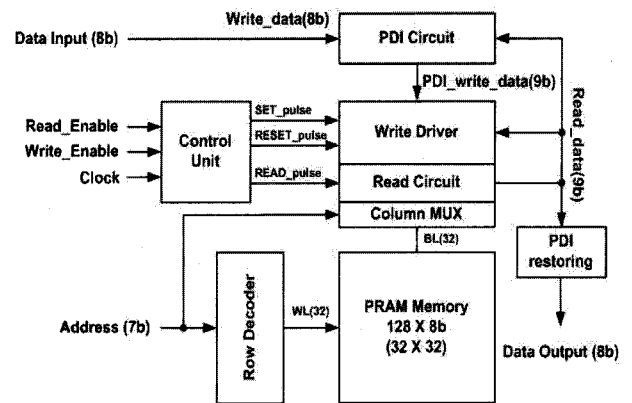 Write_data(8b)
Data Input (8b)
PDI Circuit
PDI_write_data(9b)
Read_data(9b)
SET_pulse
Read_Enable
Write_Enable
Clock
Control
Unit
RESET_pulse
READ_pulse
Write Driver
Read Circuit
Column MUX
BL(32)
PDI
restoring
Address (7b)
Row Decoder
WL(32)
PRAM Memory
128 X 8b
(32 X 32)
Data Output (8b)